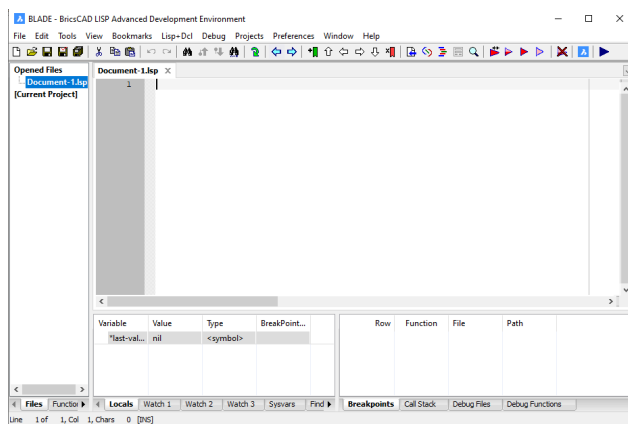 BLADE - BricsCAD LISP Advanced Development Environment
File Edit Tools View Bookmarks Lisp+Dcl Debug Projects Preferences Window Help
Opened Files
Document-1.lsp
[Current Project]
Document-1.lsp X
1
Variable Value Type BreakPoint...
*last-val... nil <symbol>
Row Function File Path
Files Function
Locals Watch 1 Watch 2 Watch 3 Sysvars Find
Breakpoints Call Stack Debug Files Debug Functions
Line 1 of 1, Col 1, Chars 0 [INS]